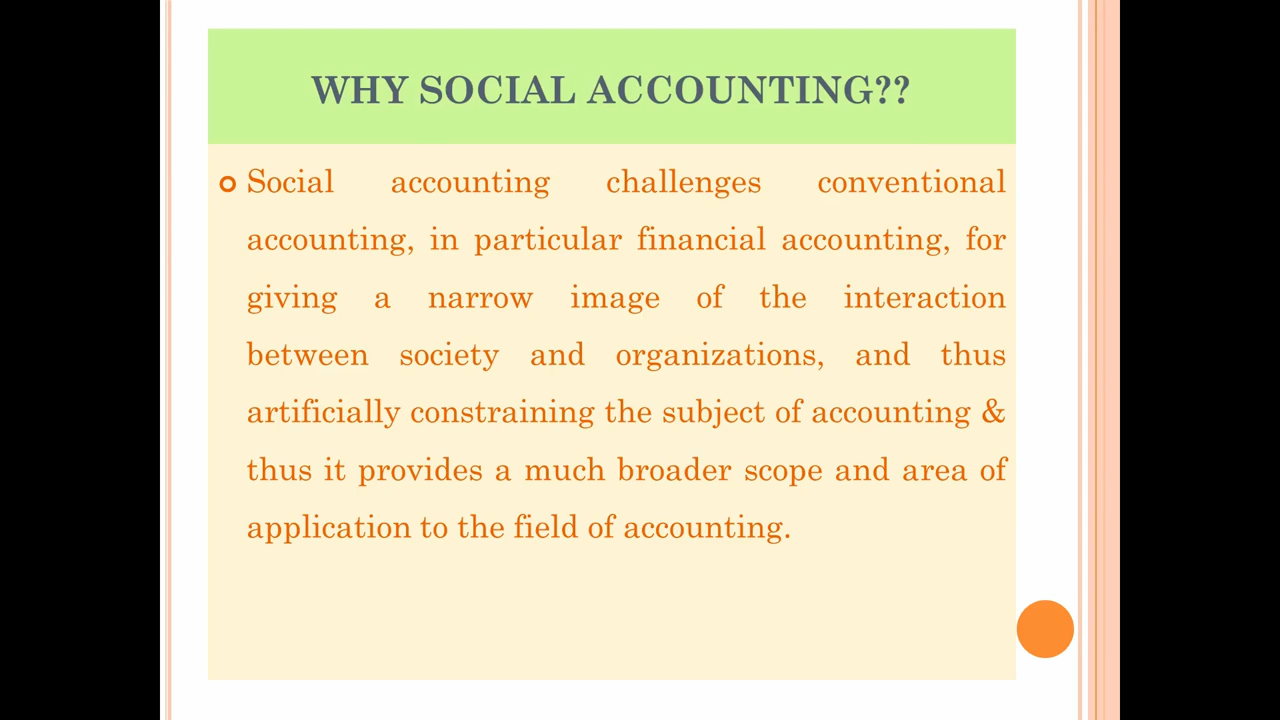 WHY SOCIAL ACCOUNTING??
Social accounting challenges conventional
accounting, in particular financial accounting, for
giving a narrow image of the interaction
between society and organizations, and thus
artificially constraining the subject of accounting &
thus it provides a much broader scope and area of
application to the field of accounting.